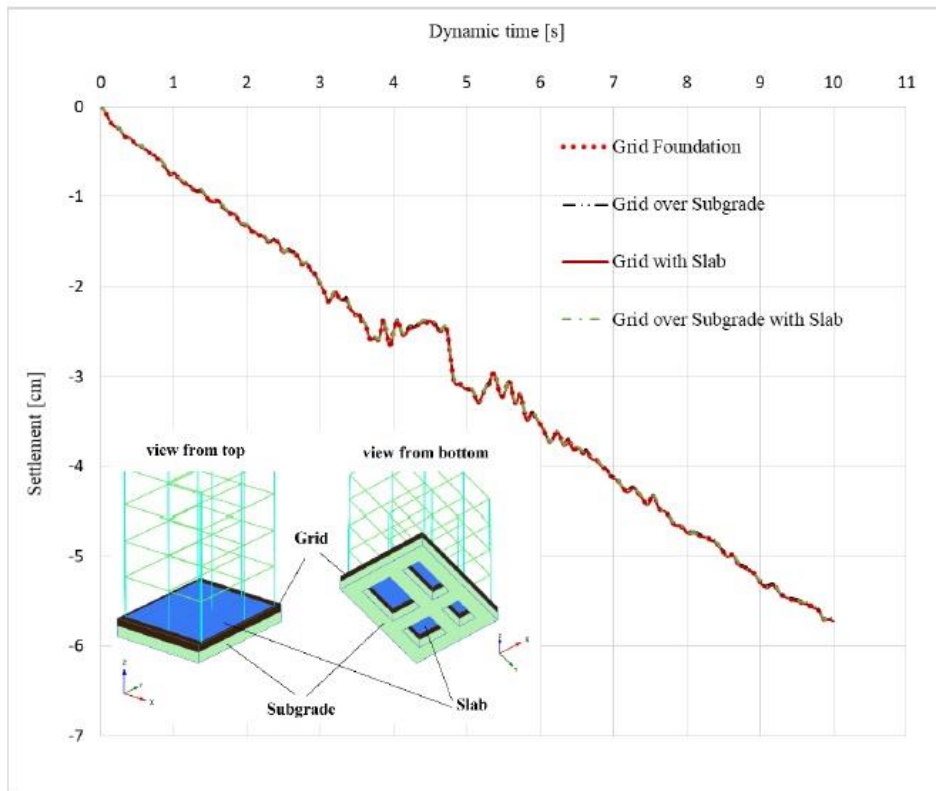 Dynamic time [s]
0 1 2 3 4 5 6 7 8 9 10 11
0
-1
-2
-3
-4
-5
-6
-7
Settlement [cm]
Grid Foundation
Grid over Subgrade
Grid with Slab
Grid over Subgrade with Slab
view from top
view from bottom
Grid
Subgrade
Slab
Z
Y
X
Z
X
Y